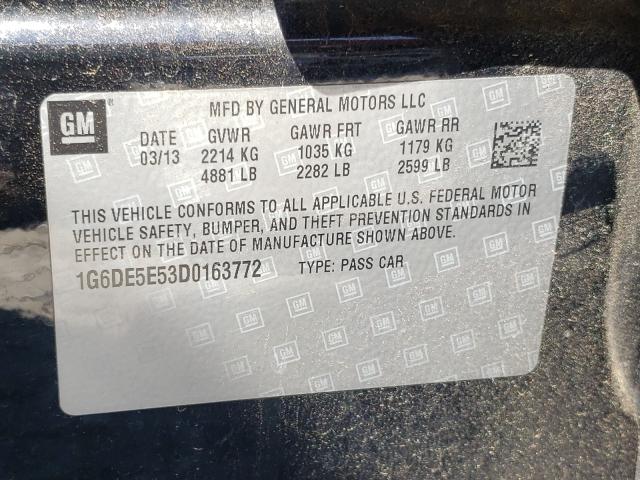 GM
MFD BY GENERAL MOTORS LLC
DATE GVWR GAWR FRT GAWR RR
03/13 2214 KG 1035 KG 1179 KG
4881 LB 2282 LB 2599 LB
THIS VEHICLE CONFORMS TO ALL APPLICABLE U.S. FEDERAL MOTOR
VEHICLE SAFETY, BUMPER, AND THEFT PREVENTION STANDARDS IN
EFFECT ON THE DATE OF MANUFACTURE SHOWN ABOVE.
1G6DE5E53D0163772 TYPE: PASS CAR